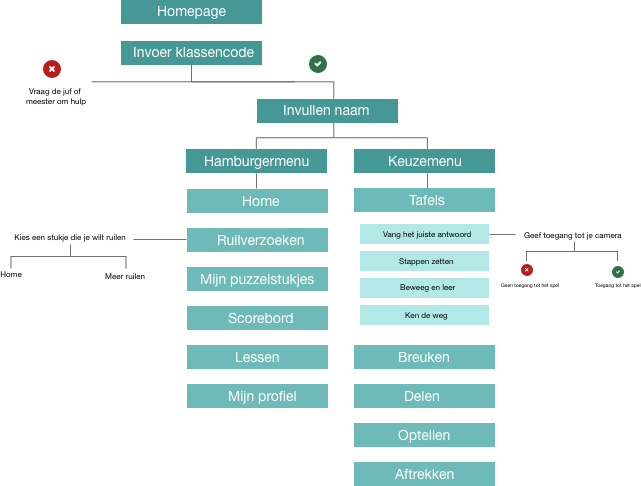 Homepage
Invoer klassencode
Vraag de juf of
meester om hulp
Invullen naam
Hamburgermenu
Keuzemenu
Home
Tafels
Kies een stukje die je wilt ruilen
Ruilverzoeken
Vang het juiste antwoord
Geef toegang tot je camera
Home
Meer ruilen
Mijn puzzelstukjes
Stappen zetten
Beweeg en leer
Geen toegang tot het spel
Toegang tot het spel
Scorebord
Ken de weg
Lessen
Breuken
Mijn profiel
Delen
Optellen
Aftrekken